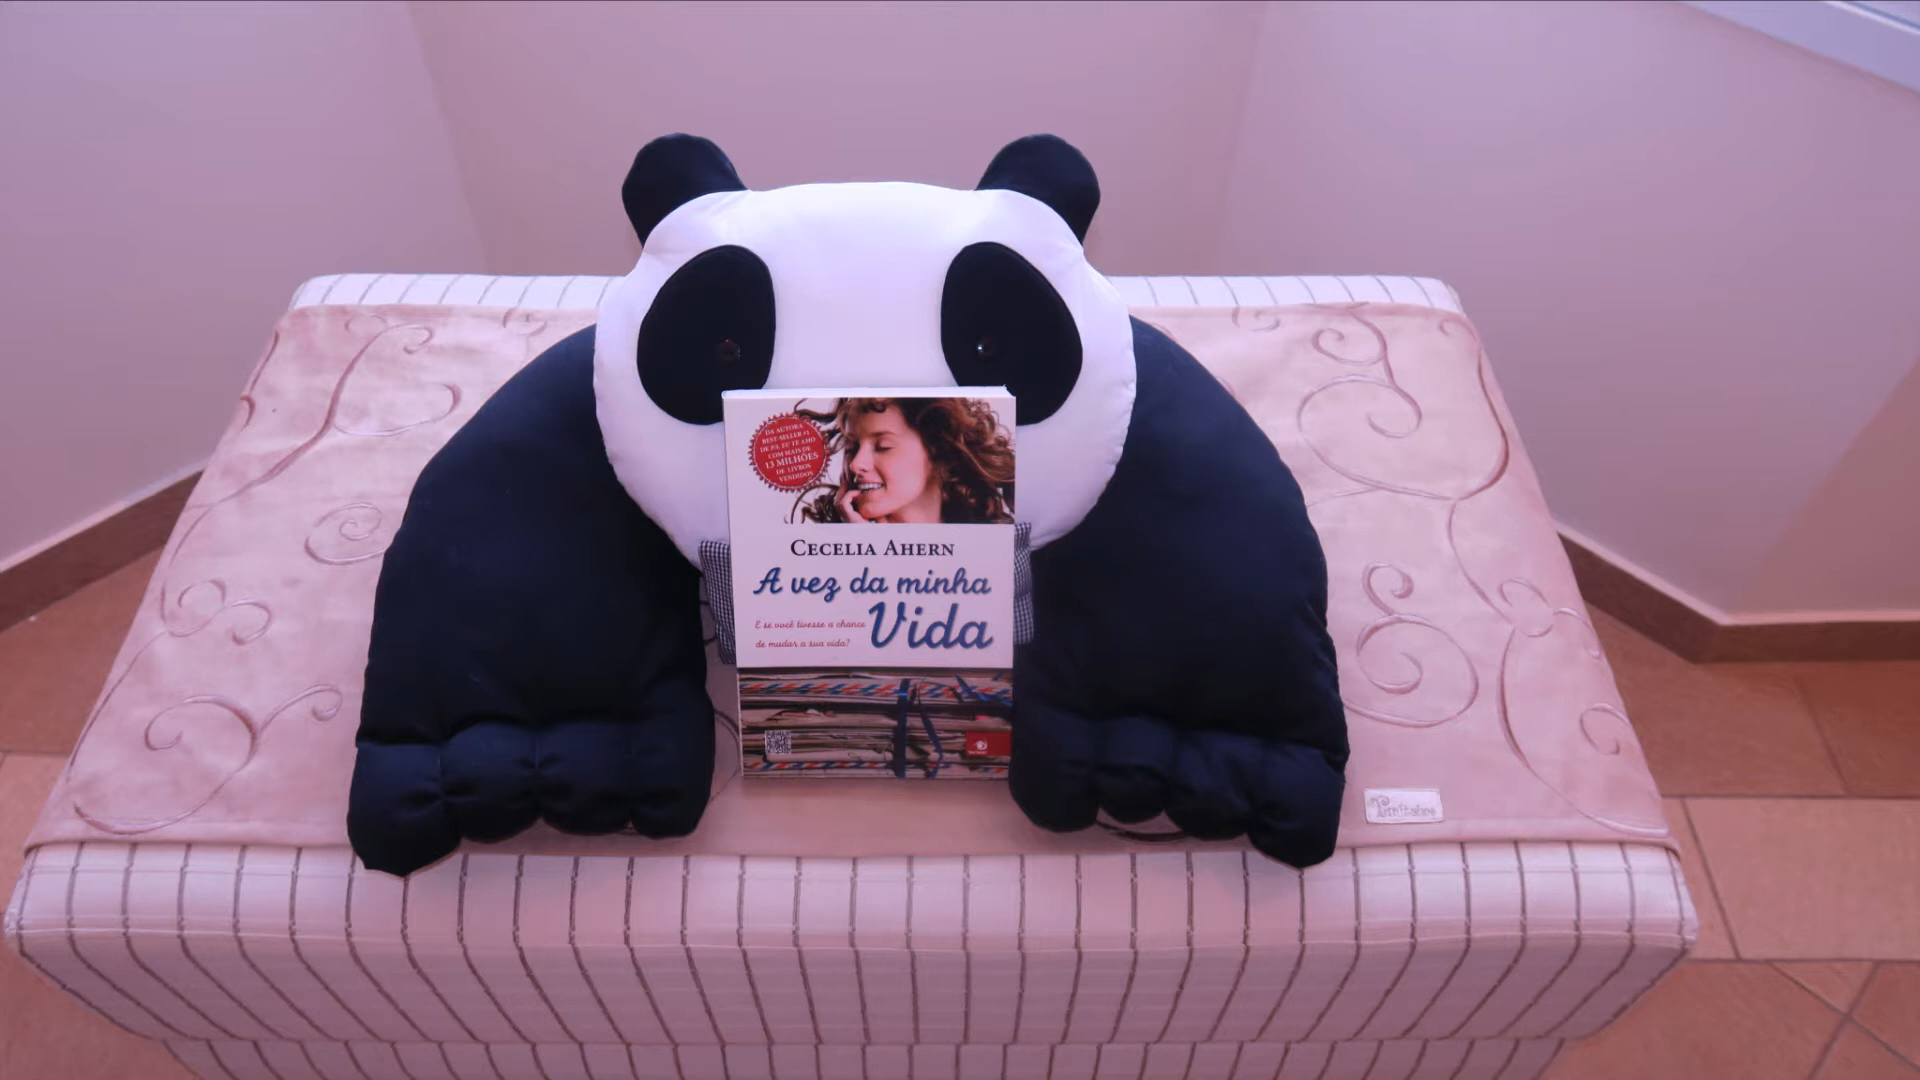 DA AUTORA
BEST-SELLER #1
DE P.S. EU TE AMO
COM MAIS DE
13 MILHÕES
DE LIVROS
VENDIDOS
CECELIA AHERN
A vez da minha
Vida
E se você tivesse a chance
de mudar a sua vida?